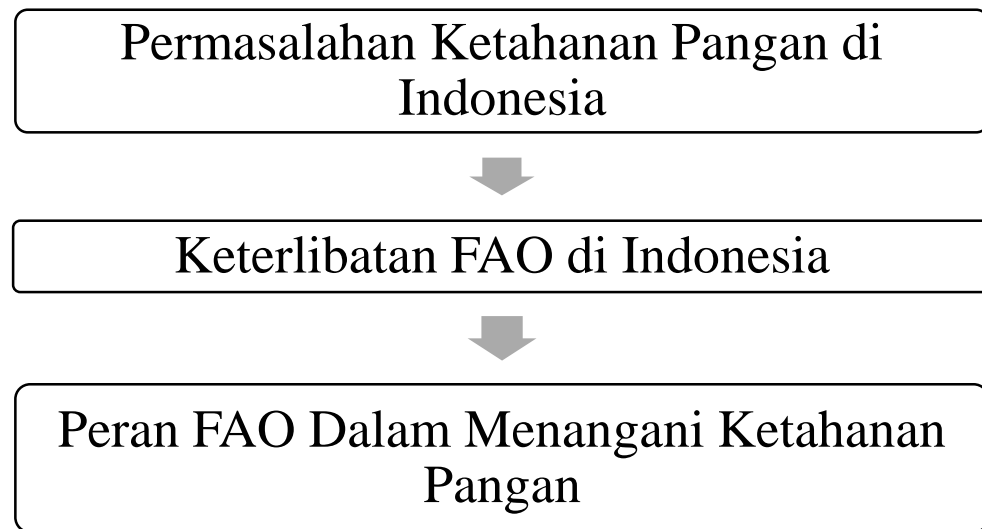 Permasalahan Ketahanan Pangan di
Indonesia
Keterlibatan FAO di Indonesia
Peran FAO Dalam Menangani Ketahanan
Pangan